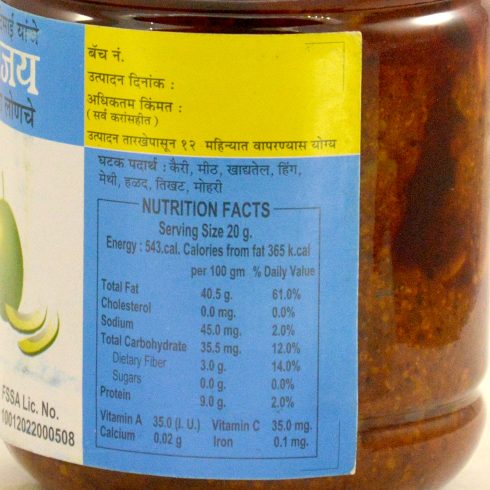 यांजे
जय
लोणचे
बॅच नं.
उत्पादन दिनांक :
अधिकतम किंमत :
(सर्व करांसहीत)
उत्पादन तारखेपासून १२ महिन्यात वापरण्यास योग्य
घटक पदार्थ : कैरी, मीठ, खाद्यतेल, हिंग,
मेथी, हळद, तिखट, मोहरी
NUTRITION FACTS
Serving Size 20 g.
Energy : 543.cal. Calories from fat 365 k.cal
per 100 gm % Daily Value
Total Fat 40.5 g. 61.0%
Cholesterol 0.0 mg. 0.0%
Sodium 45.0 mg. 2.0%
Total Carbohydrate 35.5 mg. 12.0%
Dietary Fiber 3.0 g. 14.0%
Sugars 0.0 g. 0.0%
Protein 9.0 g. 2.0%
Vitamin A 35.0 (I. U.) Vitamin C 35.0 mg.
Calcium 0.02 g Iron 0.1 mg.
FSSA Lic. No.
10012022000508